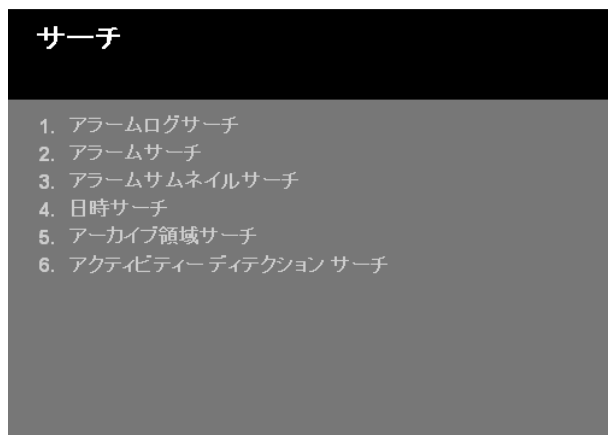 サーチ
1. アラームログサーチ
2. アラームサーチ
3. アラームサムネイルサーチ
4. 日時サーチ
5. アーカイブ領域サーチ
6. アクティビティー ディテクション サーチ